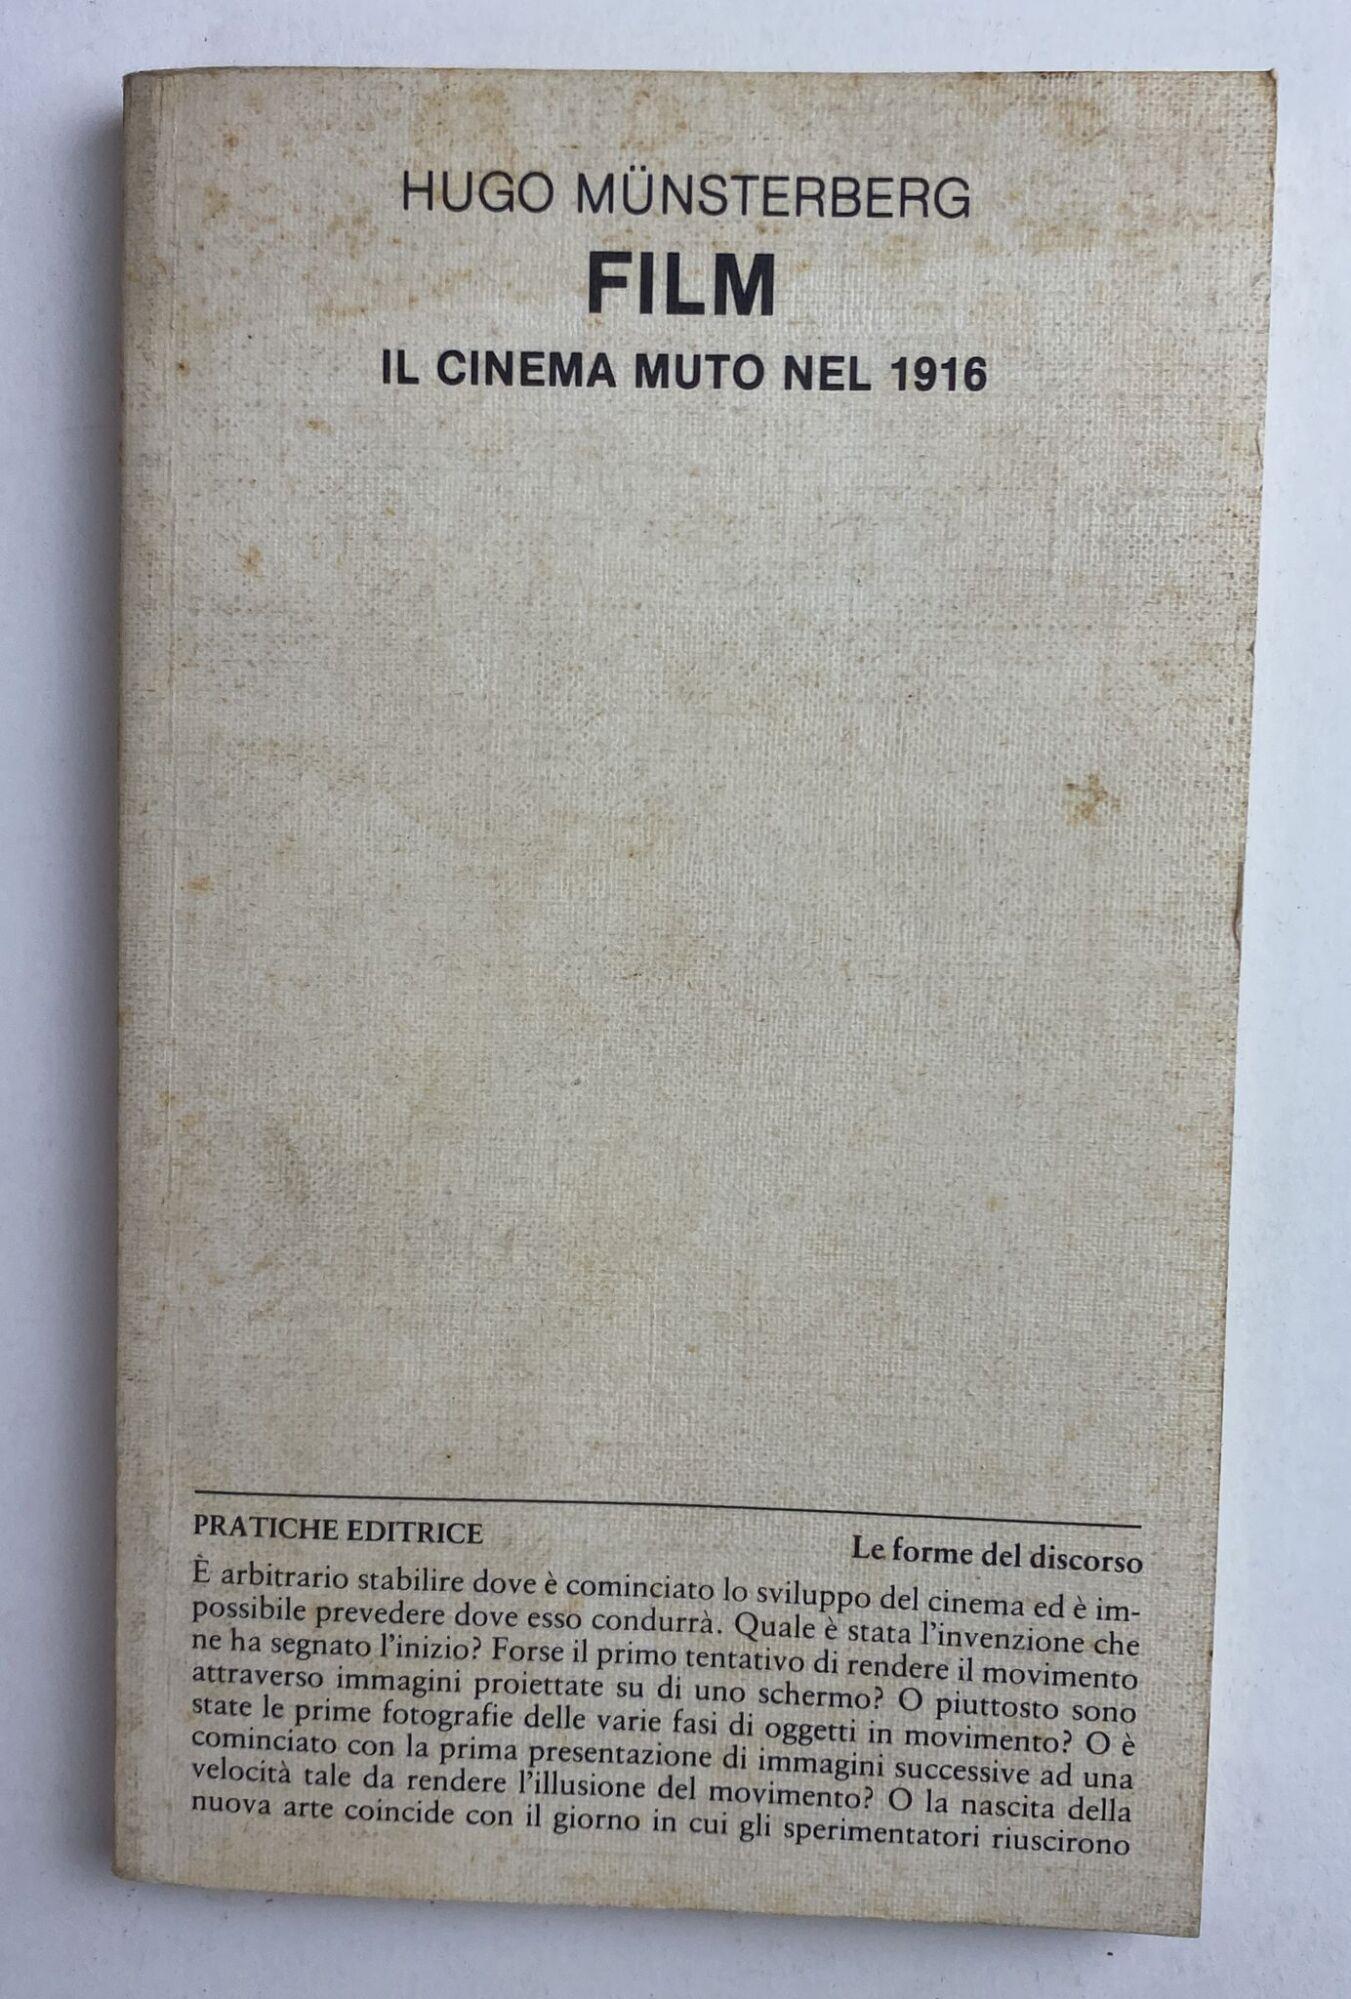 HUGO MÜNSTERBERG
FILM
IL CINEMA MUTO NEL 1916
PRATICHE EDITRICE
Le forme del discorso
È arbitrario stabilire dove è cominciato lo sviluppo del cinema ed è im-
possibile prevedere dove esso condurrà. Quale è stata l'invenzione che
ne ha segnato l'inizio? Forse il primo tentativo di rendere il movimento
attraverso immagini proiettate su di uno schermo? O piuttosto sono
state le prime fotografie delle varie fasi di oggetti in movimento? O è
cominciato con la prima presentazione di immagini successive ad una
velocità tale da rendere l'illusione del movimento? O la nascita della
nuova arte coincide con il giorno in cui gli sperimentatori riuscirono